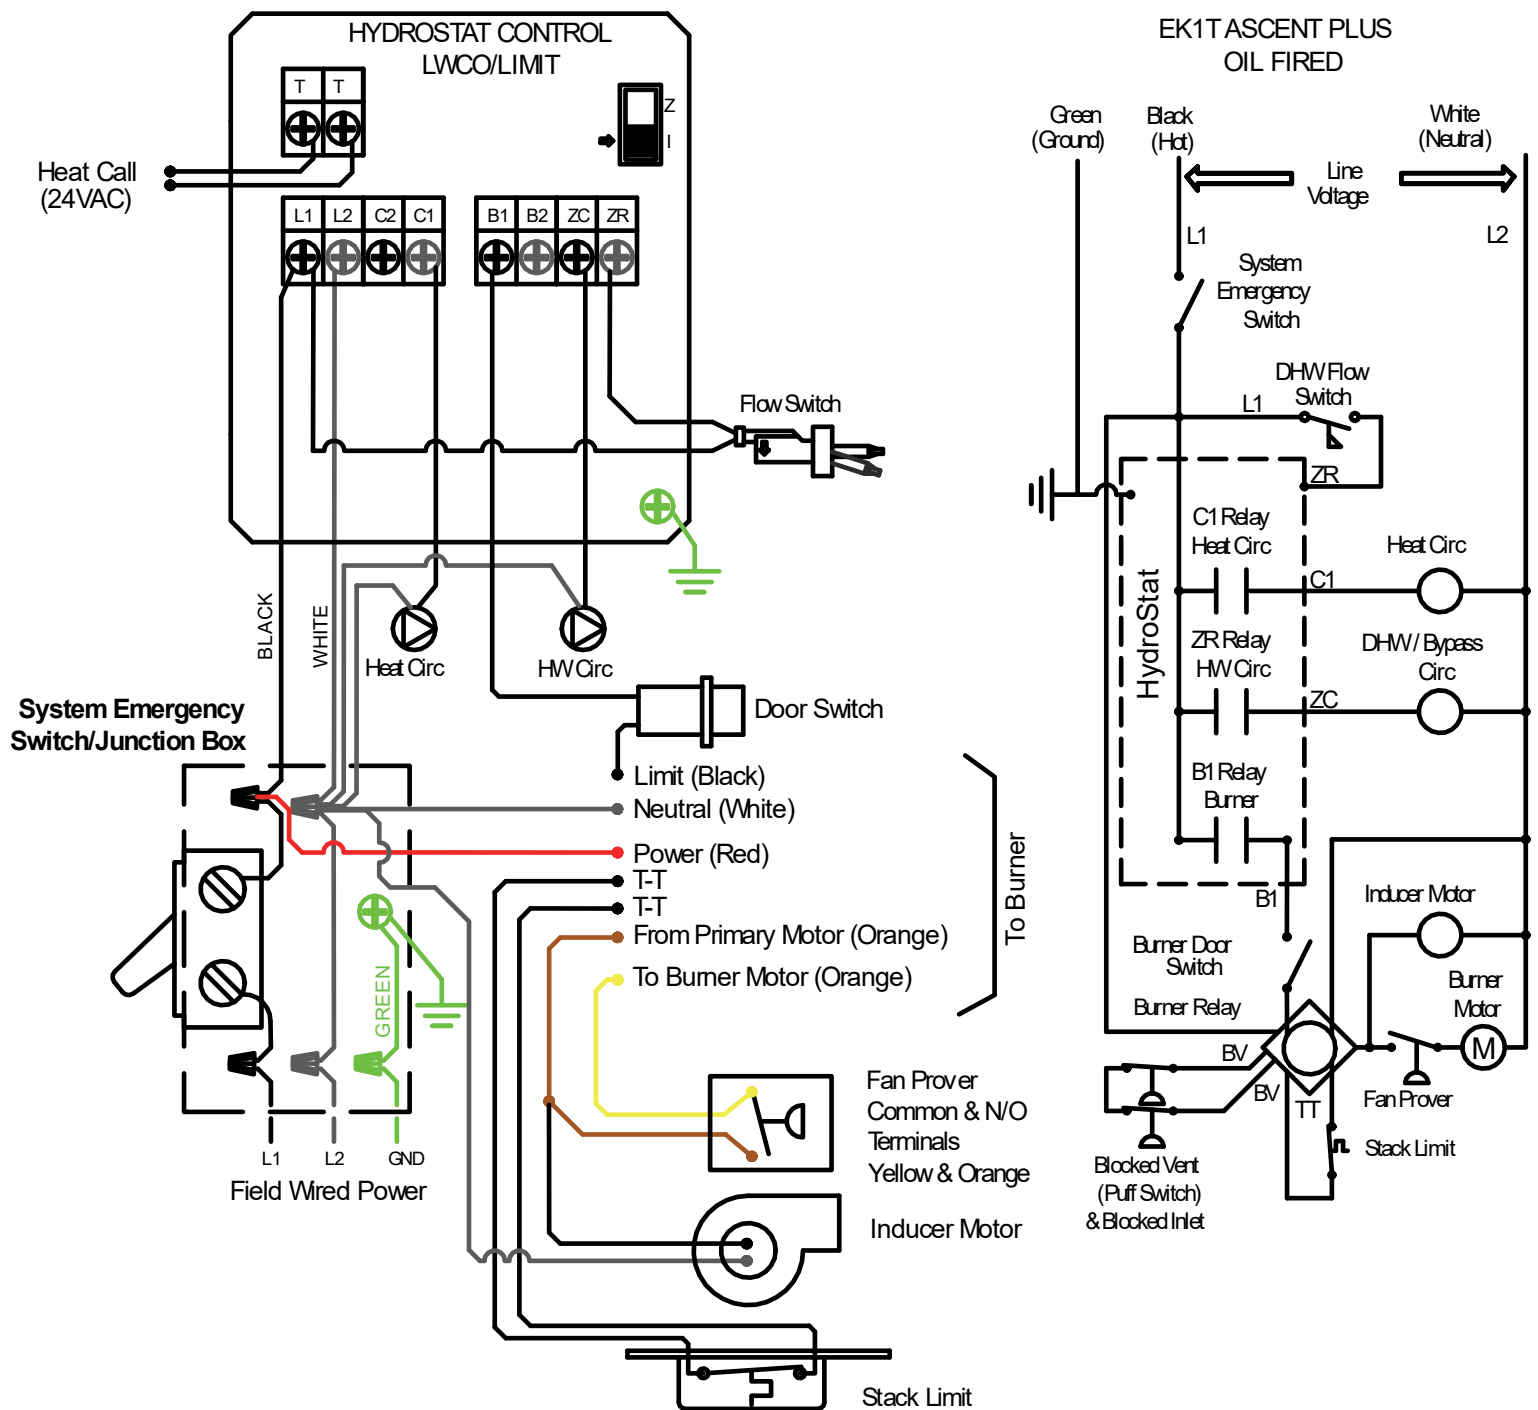 HYDROSTAT CONTROL
LWCO/LIMIT
T T
Z
I
Heat Call
(24VAC)
L1 L2 C2 C1
B1 B2 ZC ZR
Flow Switch
BLACK
WHITE
Heat Circ
HW Circ
System Emergency
Switch/Junction Box
Door Switch
Limit (Black)
Neutral (White)
Power (Red)
T-T
T-T
From Primary Motor (Orange)
To Burner Motor (Orange)
To Burner
GREEN
L1 L2 GND
Field Wired Power
Fan Prover
Common & N/O
Terminals
Yellow & Orange
Inducer Motor
Stack Limit
EK1T ASCENT PLUS
OIL FIRED
Green
(Ground)
Black
(Hot)
White
(Neutral)
Line
Voltage
L1
L2
System
Emergency
Switch
DHW Flow
Switch
L1
ZR
HydroStat
C1 Relay
Heat Circ
Heat Circ
C1
ZR Relay
HW Circ
DHW / Bypass
Circ
ZC
B1 Relay
Burner
B1
Inducer Motor
Burner Door
Switch
Burner Relay
Burner
Motor
M
BV
BV
TT
Fan Prover
Stack Limit
Blocked Vent
(Puff Switch)
& Blocked Inlet